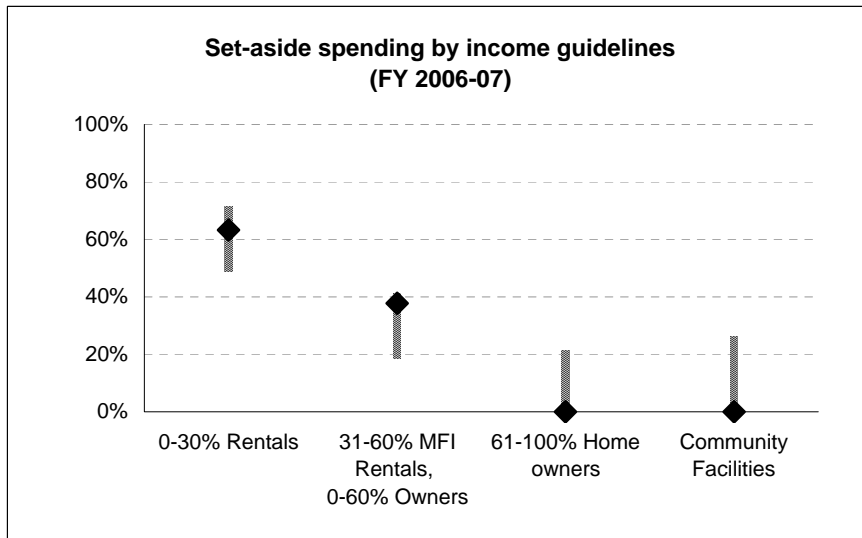 Set-aside spending by income guidelines
(FY 2006-07)
100%
80%
60%
40%
20%
0%
0-30% Rentals
31-60% MFI
Rentals,
0-60% Owners
61-100% Home
owners
Community
Facilities